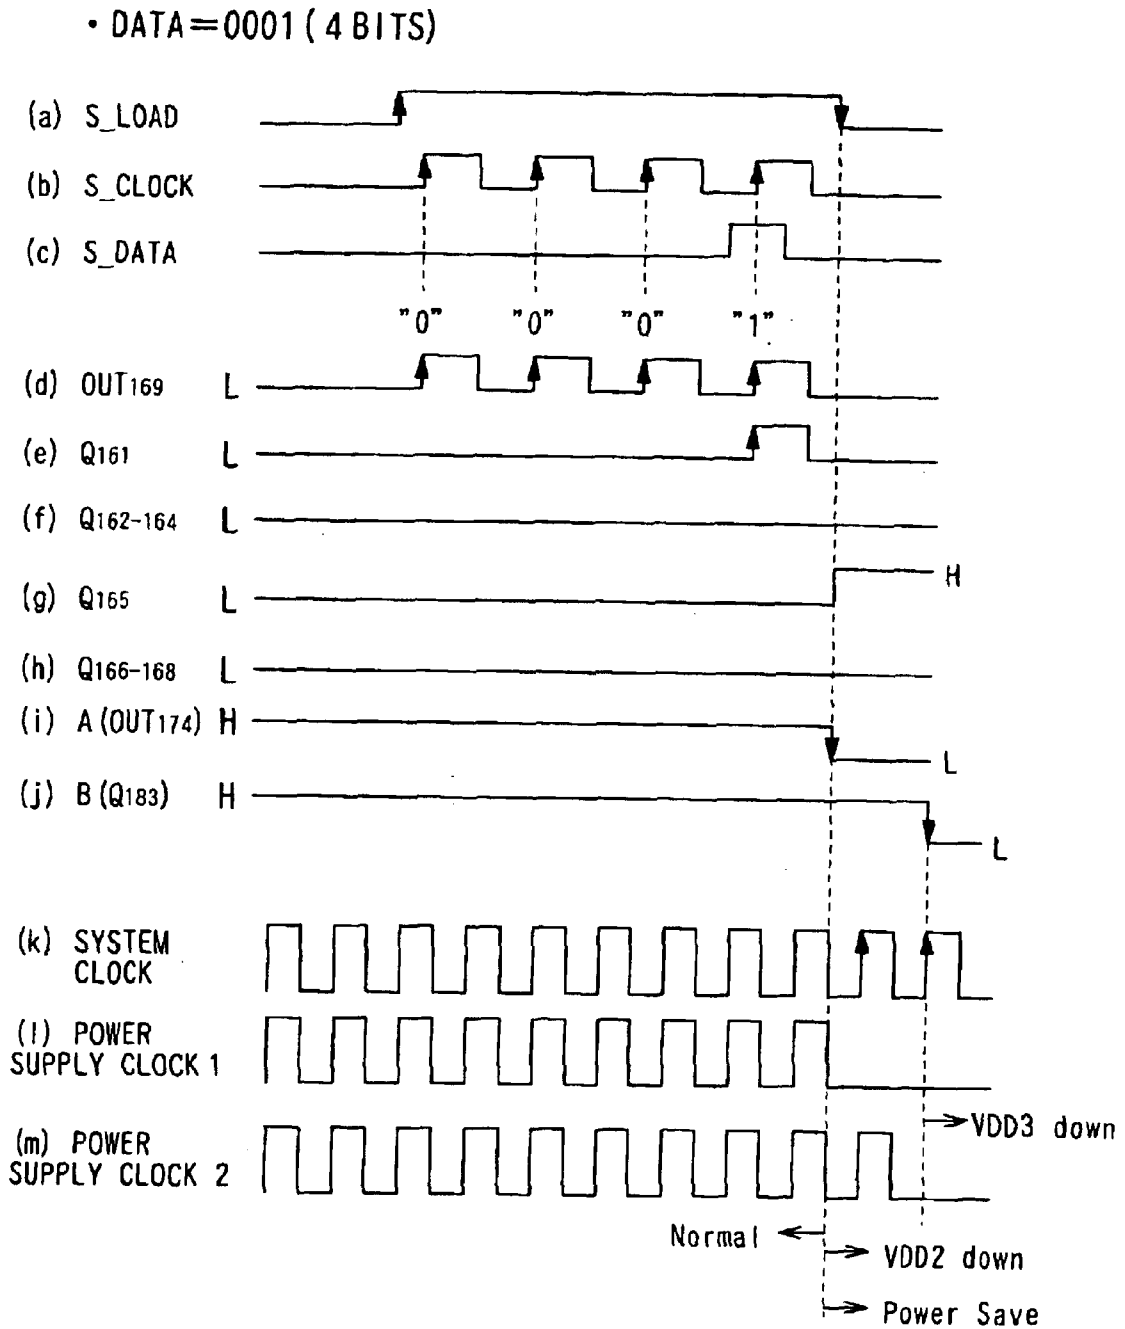 • DATA=0001 (4 BITS)
(a) S_LOAD
(b) S_CLOCK
(c) S_DATA
"0" "0" "0" "1"
(d) OUT169 L
(e) Q161 L
(f) Q162-164 L
(g) Q165 L H
(h) Q166-168 L
(i) A (OUT174) H L
(j) B (Q183) H L
(k) SYSTEM
CLOCK
(l) POWER
SUPPLY CLOCK 1
VDD3 down
(m) POWER
SUPPLY CLOCK 2
Normal
VDD2 down
Power Save